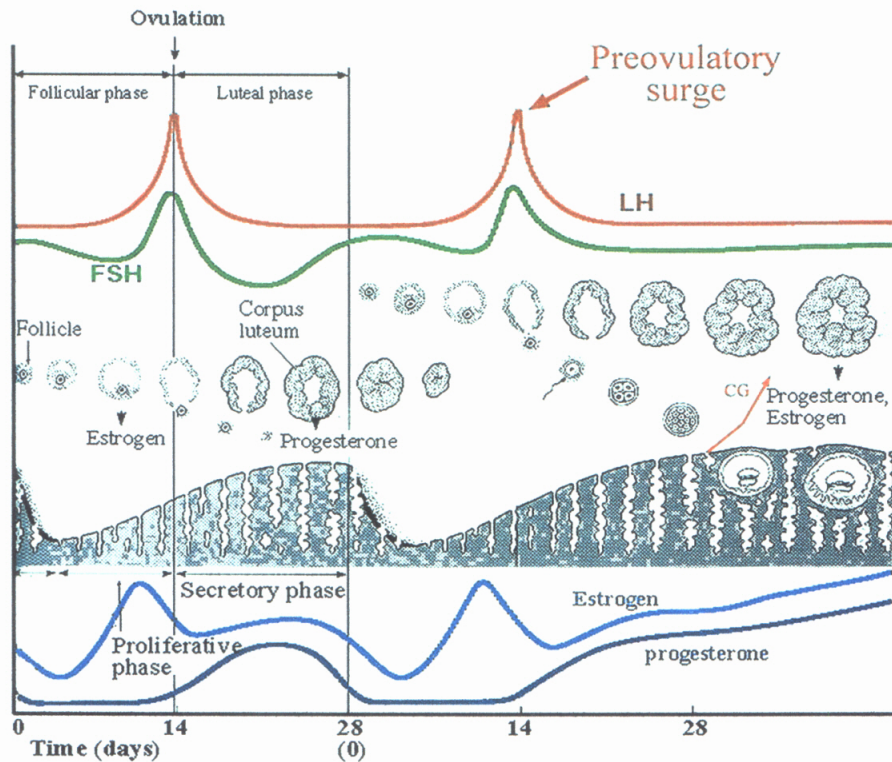 Ovulation
Preovulatory
surge
Follicular phase
Luteal phase
LH
FSH
Follicle
Corpus
luteum
CG
Progesterone,
Estrogen
Estrogen
Progesterone
Secretory phase
Estrogen
Proliferative
phase
progesterone
0 14 28 14 28
Time (days) (0)